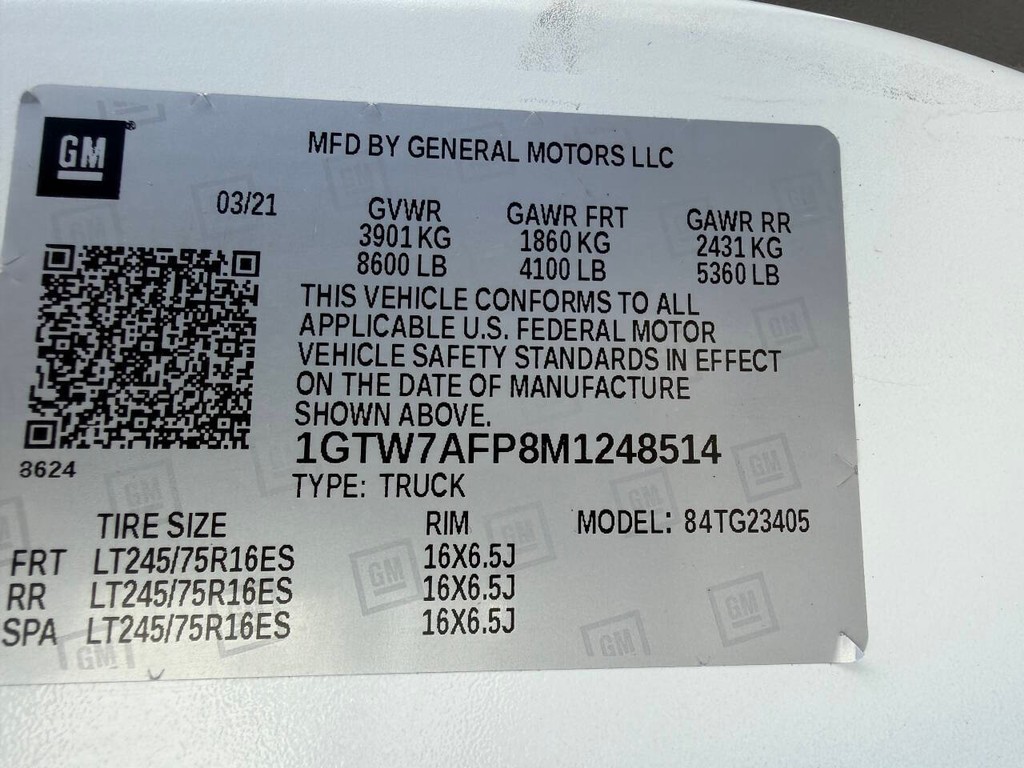 GM
MFD BY GENERAL MOTORS LLC
03/21
GVWR GAWR FRT GAWR RR
3901 KG 1860 KG 2431 KG
8600 LB 4100 LB 5360 LB
THIS VEHICLE CONFORMS TO ALL
APPLICABLE U.S. FEDERAL MOTOR
VEHICLE SAFETY STANDARDS IN EFFECT
ON THE DATE OF MANUFACTURE
SHOWN ABOVE.
1GTW7AFP8M1248514
8624
TYPE: TRUCK
TIRE SIZE RIM MODEL: 84TG23405
FRT LT245/75R16ES 16X6.5J
RR LT245/75R16ES 16X6.5J
SPA LT245/75R16ES 16X6.5J